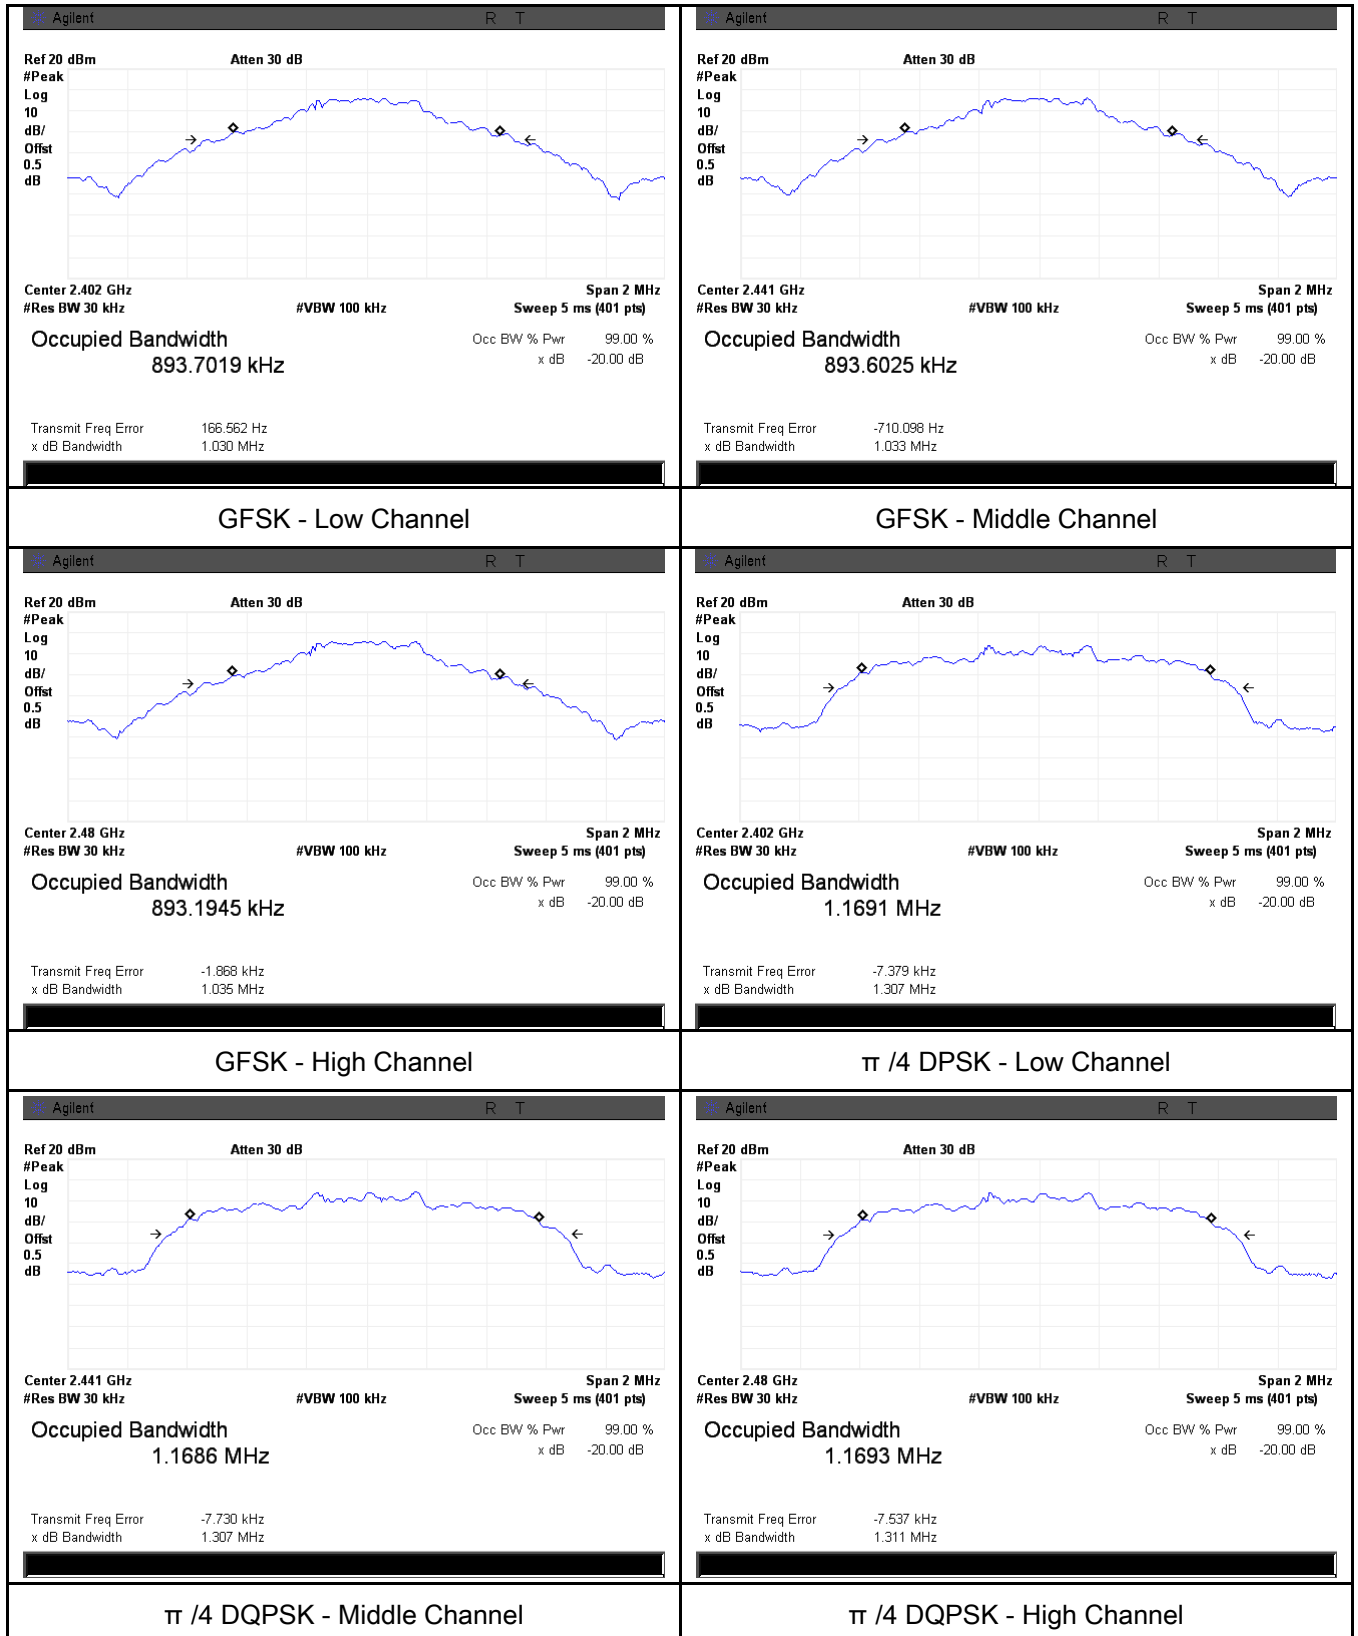 Agilent R T
Ref 20 dBm Atten 30 dB
#Peak
Log
10
dB/
Offst
0.5
dB
Center 2.402 GHz Span 2 MHz
#Res BW 30 kHz #VBW 100 kHz Sweep 5 ms (401 pts)
Occupied Bandwidth Occ BW % Pwr 99.00 %
893.7019 kHz x dB -20.00 dB
Transmit Freq Error 166.562 Hz
x dB Bandwidth 1.030 MHz
GFSK - Low Channel
Agilent R T
Ref 20 dBm Atten 30 dB
#Peak
Log
10
dB/
Offst
0.5
dB
Center 2.441 GHz Span 2 MHz
#Res BW 30 kHz #VBW 100 kHz Sweep 5 ms (401 pts)
Occupied Bandwidth Occ BW % Pwr 99.00 %
893.6025 kHz x dB -20.00 dB
Transmit Freq Error -710.098 Hz
x dB Bandwidth 1.033 MHz
GFSK - Middle Channel
Agilent R T
Ref 20 dBm Atten 30 dB
#Peak
Log
10
dB/
Offst
0.5
dB
Center 2.48 GHz Span 2 MHz
#Res BW 30 kHz #VBW 100 kHz Sweep 5 ms (401 pts)
Occupied Bandwidth Occ BW % Pwr 99.00 %
893.1945 kHz x dB -20.00 dB
Transmit Freq Error -1.868 kHz
x dB Bandwidth 1.035 MHz
GFSK - High Channel
Agilent R T
Ref 20 dBm Atten 30 dB
#Peak
Log
10
dB/
Offst
0.5
dB
Center 2.402 GHz Span 2 MHz
#Res BW 30 kHz #VBW 100 kHz Sweep 5 ms (401 pts)
Occupied Bandwidth Occ BW % Pwr 99.00 %
1.1691 MHz x dB -20.00 dB
Transmit Freq Error -7.379 kHz
x dB Bandwidth 1.307 MHz
π /4 DPSK - Low Channel
Agilent R T
Ref 20 dBm Atten 30 dB
#Peak
Log
10
dB/
Offst
0.5
dB
Center 2.441 GHz Span 2 MHz
#Res BW 30 kHz #VBW 100 kHz Sweep 5 ms (401 pts)
Occupied Bandwidth Occ BW % Pwr 99.00 %
1.1686 MHz x dB -20.00 dB
Transmit Freq Error -7.730 kHz
x dB Bandwidth 1.307 MHz
π /4 DQPSK - Middle Channel
Agilent R T
Ref 20 dBm Atten 30 dB
#Peak
Log
10
dB/
Offst
0.5
dB
Center 2.48 GHz Span 2 MHz
#Res BW 30 kHz #VBW 100 kHz Sweep 5 ms (401 pts)
Occupied Bandwidth Occ BW % Pwr 99.00 %
1.1693 MHz x dB -20.00 dB
Transmit Freq Error -7.537 kHz
x dB Bandwidth 1.311 MHz
π /4 DQPSK - High Channel